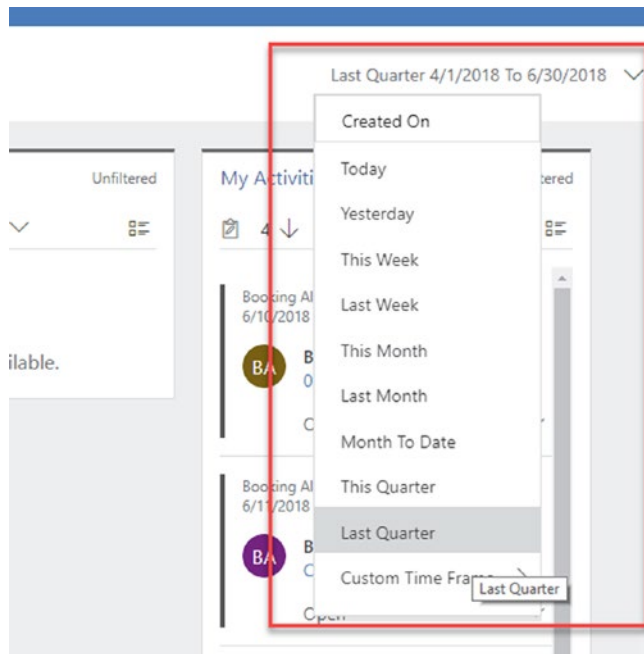 Last Quarter 4/1/2018 To 6/30/2018
Created On
Unfiltered
My Activiti
tered
Today
4
Yesterday
This Week
Booking Al
6/10/2018
Last Week
ilable.
BA
B
0
This Month
Last Month
C
Month To Date
Booking Al
6/11/2018
This Quarter
BA
B
C
Last Quarter
Custom Time Frame
Last Quarter
Open